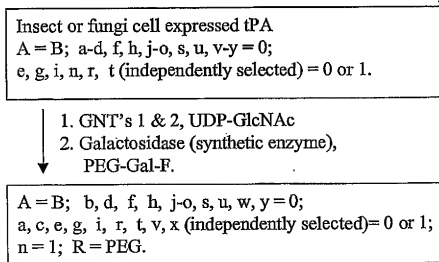 Insect or fungi cell expressed tPA
A = B; a-d, f, h, j-o, s, u, v-y = 0;
e, g, i, n, r, t (independently selected) = 0 or 1.
1. GNT's 1 & 2, UDP-GlcNAc
2. Galactosidase (synthetic enzyme),
PEG-Gal-F.
A = B; b, d, f, h, j-o, s, u, w, y = 0;
a, c, e, g, i, r, t, v, x (independently selected)= 0 or 1;
n = 1; R = PEG.